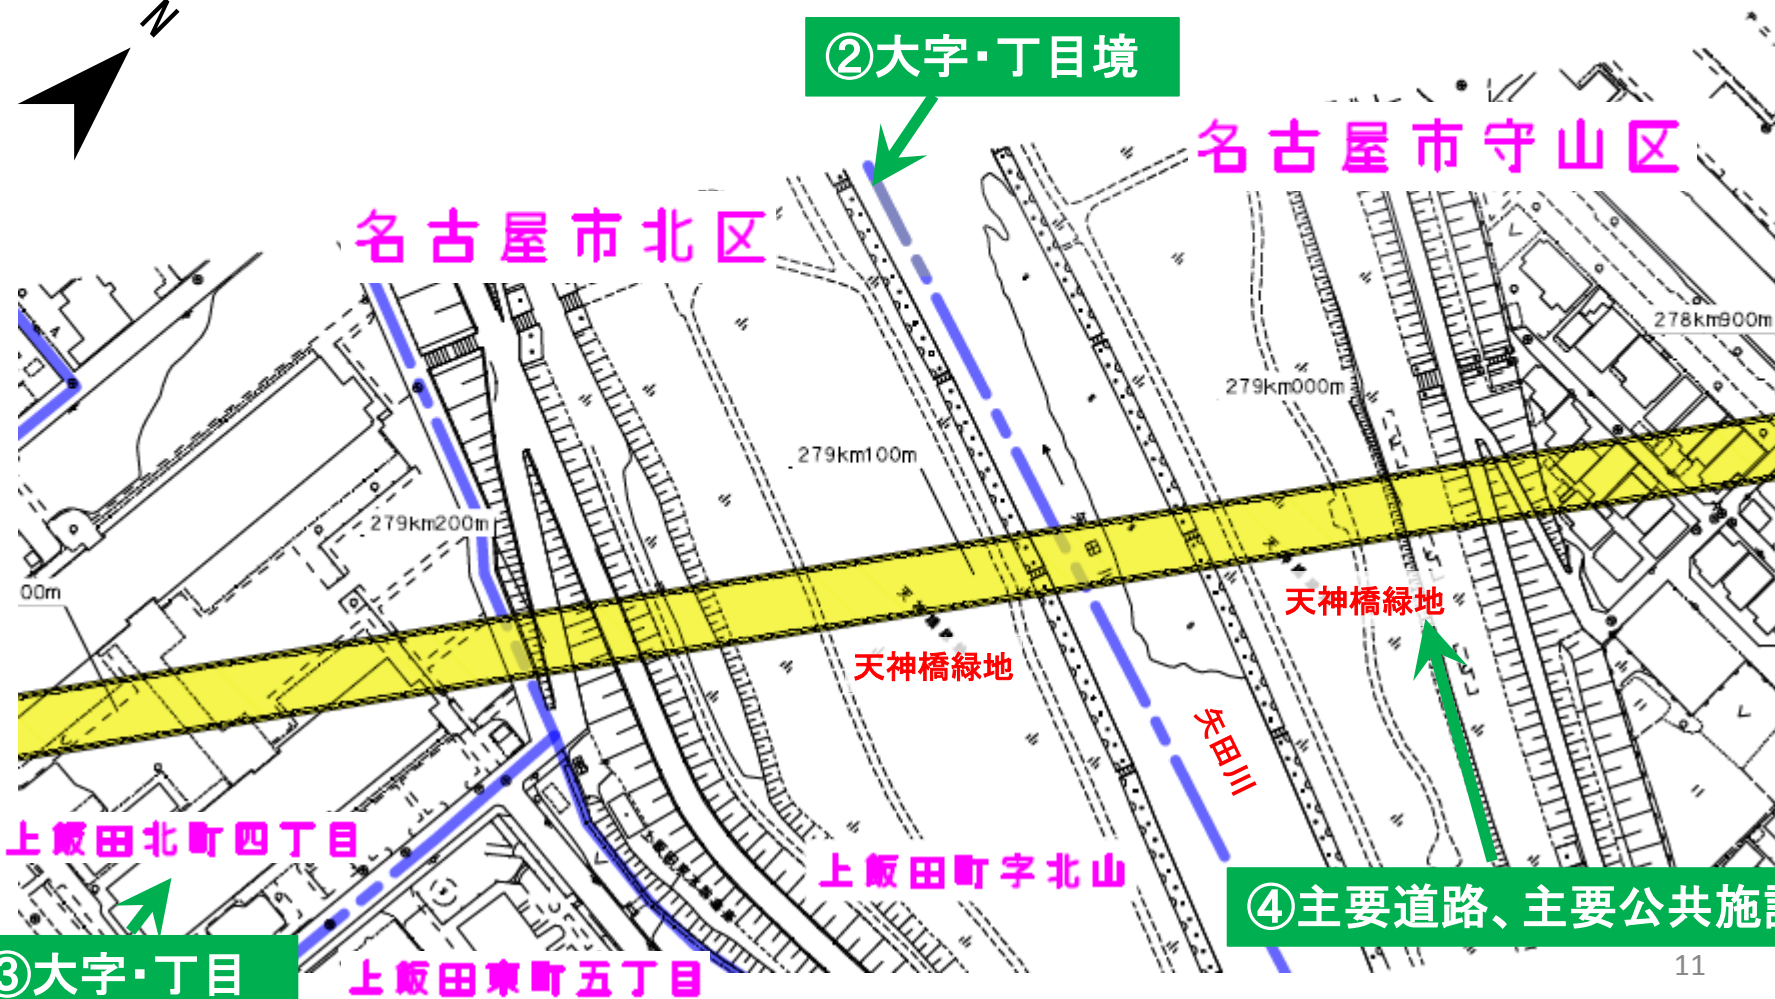 N
②大字・丁目境
名古屋市守山区
名古屋市北区
278km900m
279km000m
279km100m
279km200m
00m
天神橋緑地
天神橋緑地
矢田川
上飯田北町四丁目
上飯田町字北山
④主要道路、主要公共施
③大字・丁目
上飯田東町五丁目
11